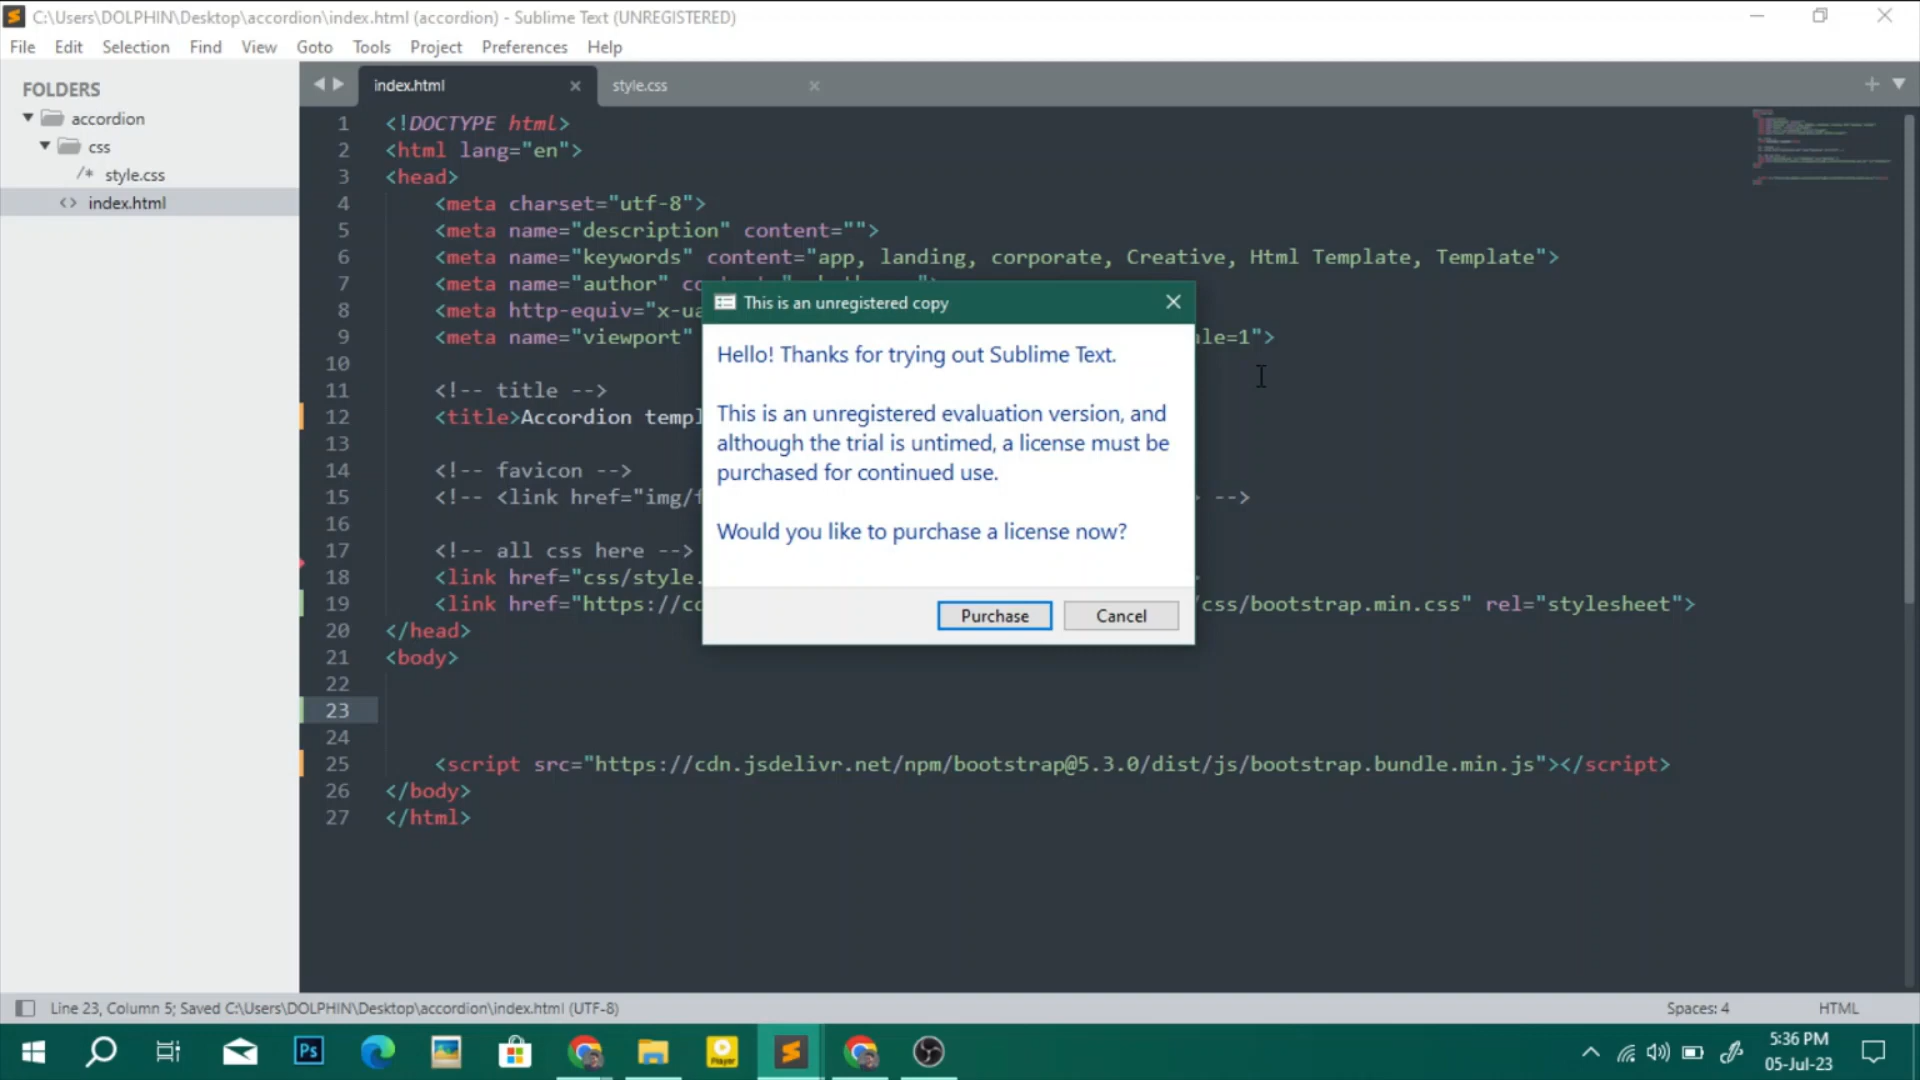 C:\Users\DOLPHIN\Desktop\accordion\index.html (accordion) - Sublime Text (UNREGISTERED)
File Edit Selection Find View Goto Tools Project Preferences Help
FOLDERS
accordion
css
/* style.css
<> index.html
index.html
style.css
1 <!DOCTYPE html>
2 <html lang="en">
3 <head>
4 <meta charset="utf-8">
5 <meta name="description" content="">
6 <meta name="keywords" content="app, landing, corporate, Creative, Html Template, Template">
7 <meta name="author"
8 <meta http-equiv=
9 <meta name="viewport" =1">
10
11 <!-- title -->
12 <title>Accordion
13
14 <!-- favicon -->
15 <!-- <link href= -->
16
17 <!-- all css here -->
18 <link href="css/style.
19 <link href="https:// css/bootstrap.min.css" rel="stylesheet">
20 </head>
21 <body>
22
23
24
25 <script src="https://cdn.jsdelivr.net/npm/bootstrap@5.3.0/dist/js/bootstrap.bundle.min.js"></script>
26 </body>
27 </html>
This is an unregistered copy
Hello! Thanks for trying out Sublime Text.
This is an unregistered evaluation version, and
although the trial is untimed, a license must be
purchased for continued use.
Would you like to purchase a license now?
Purchase Cancel
Line 23, Column 5; Saved C:\Users\DOLPHIN\Desktop\accordion\index.html (UTF-8)
Spaces: 4
HTML
Ps
Player
5:36 PM
05-Jul-23